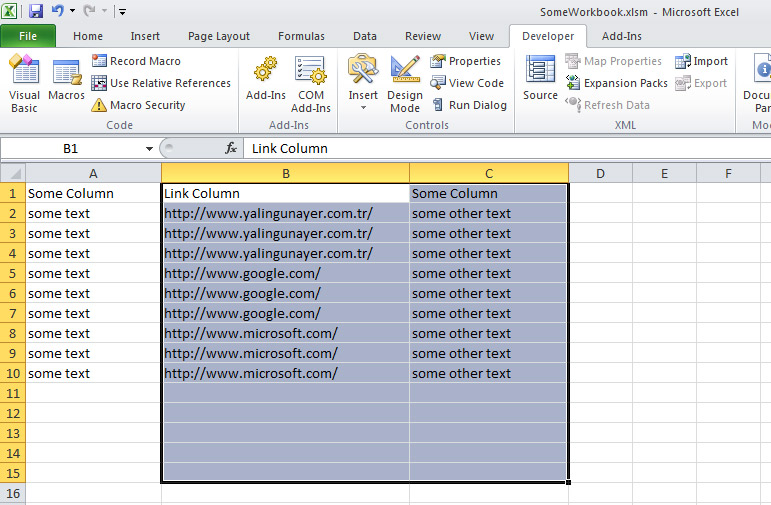 SomeWorkbook.xlsm - Microsoft Excel
File Home Insert Page Layout Formulas Data Review View Developer Add-Ins
Visual Basic
Macros
Record Macro
Use Relative References
Macro Security
Code
Add-Ins
COM Add-Ins
Add-Ins
Insert
Design Mode
Properties
View Code
Run Dialog
Controls
Source
Map Properties
Expansion Packs
Refresh Data
Import
Export
XML
B1 fx Link Column
A B C D E F
1 Some Column Link Column Some Column
2 some text http://www.yalingunayer.com.tr/ some other text
3 some text http://www.yalingunayer.com.tr/ some other text
4 some text http://www.yalingunayer.com.tr/ some other text
5 some text http://www.google.com/ some other text
6 some text http://www.google.com/ some other text
7 some text http://www.google.com/ some other text
8 some text http://www.microsoft.com/ some other text
9 some text http://www.microsoft.com/ some other text
10 some text http://www.microsoft.com/ some other text
11
12
13
14
15
16